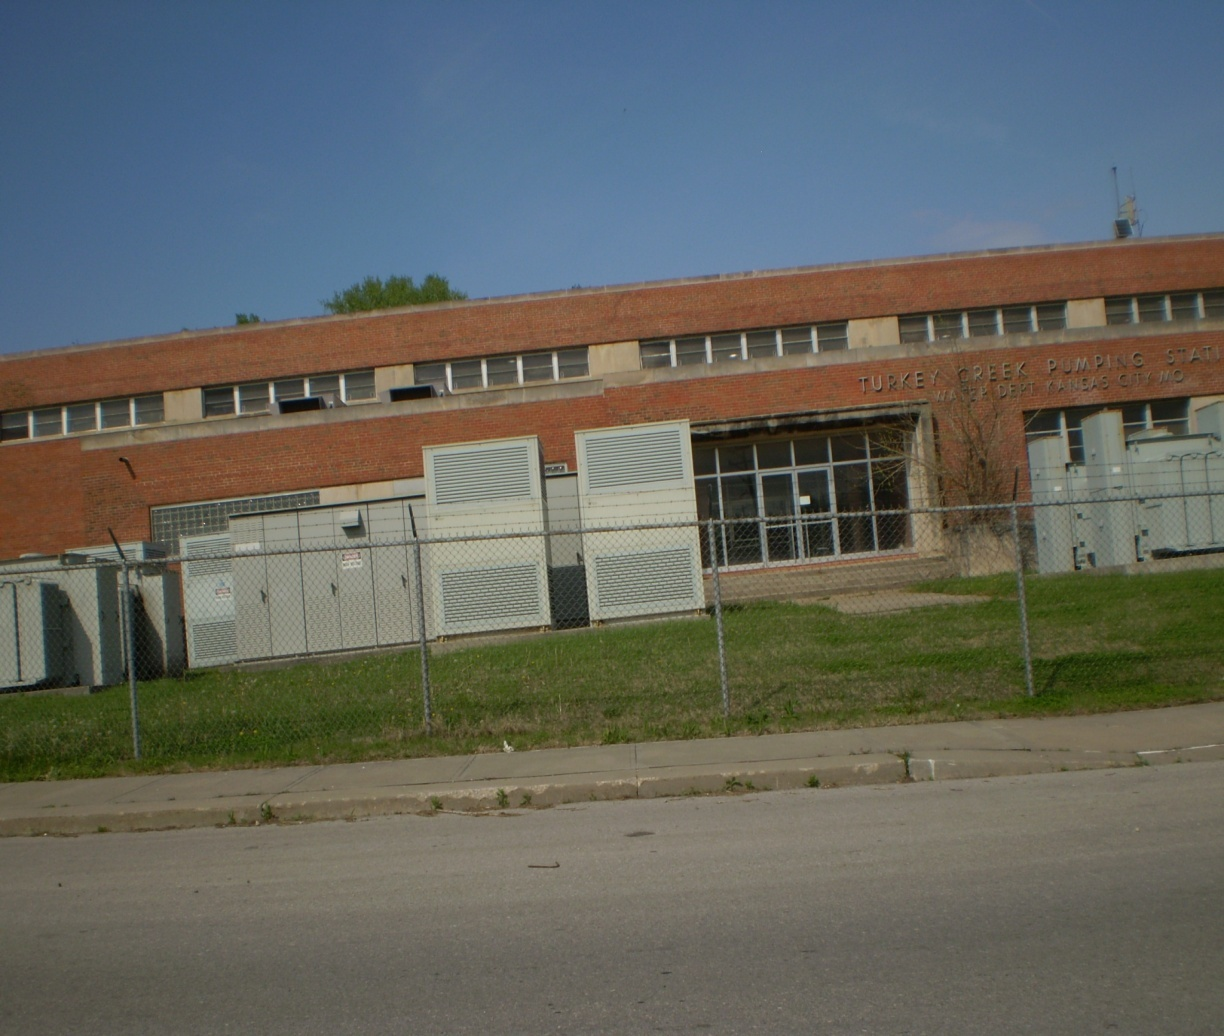 TURKEY CREEK PUMPING STATI
WATER DEPT. KANSAS CITY MO.